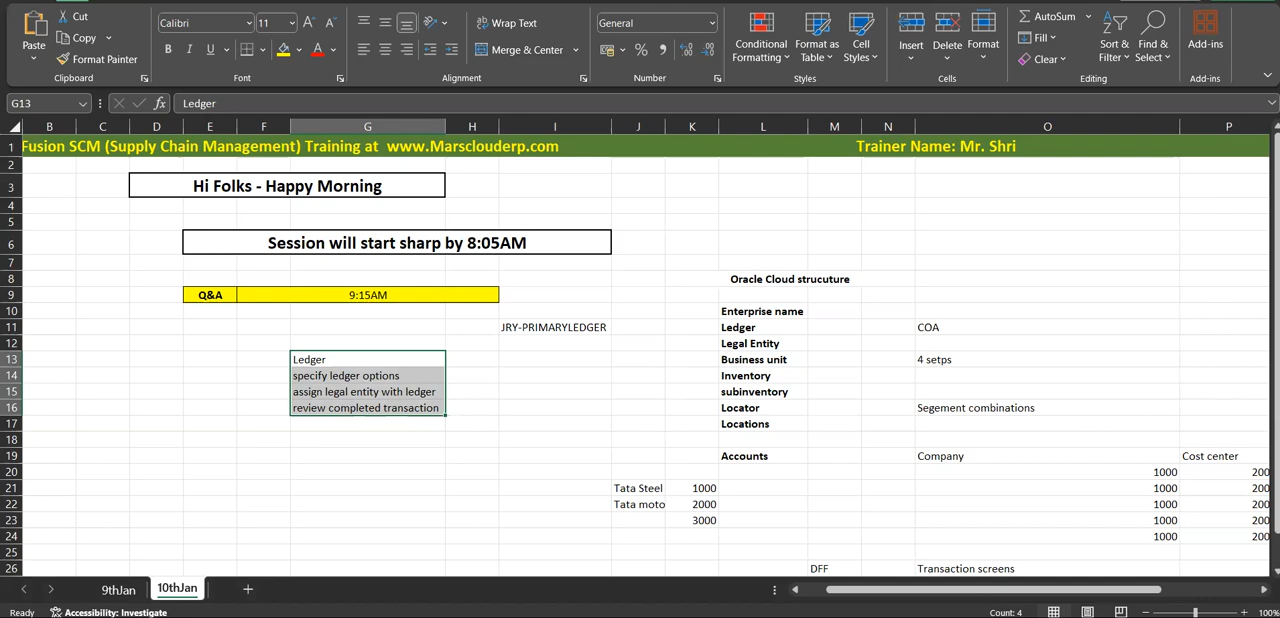 Cut
Calibri
11
Wrap Text
General
AutoSum
Paste
Copy
Format Painter
B I U
Merge & Center
Conditional Formatting
Format as Table
Cell Styles
Insert
Delete
Format
Fill
Clear
Sort & Filter
Find & Select
Add-ins
Clipboard
Font
Alignment
Number
Styles
Cells
Editing
Add-ins
G13
fx
Ledger
B C D E F G H I J K L M N O P
1 Fusion SCM (Supply Chain Management) Training at www.Marsclouderp.com Trainer Name: Mr. Shri
2
3 Hi Folks - Happy Morning
4
5
6 Session will start sharp by 8:05AM
7
8 Oracle Cloud strucuture
9 Q&A 9:15AM
10 Enterprise name
11 JRY-PRIMARYLEDGER Ledger COA
12 Legal Entity
13 Ledger Business unit 4 setps
14 specify ledger options Inventory
15 assign legal entity with ledger subinventory
16 review completed transaction Locator Segement combinations
17 Locations
18
19 Accounts Company Cost center
20 1000 200
21 Tata Steel 1000 1000 200
22 Tata moto 2000 1000 200
23 3000 1000 200
24 1000 200
25
26 DFF Transaction screens
9thJan 10thJan
Ready Accessibility: Investigate Count: 4 100%